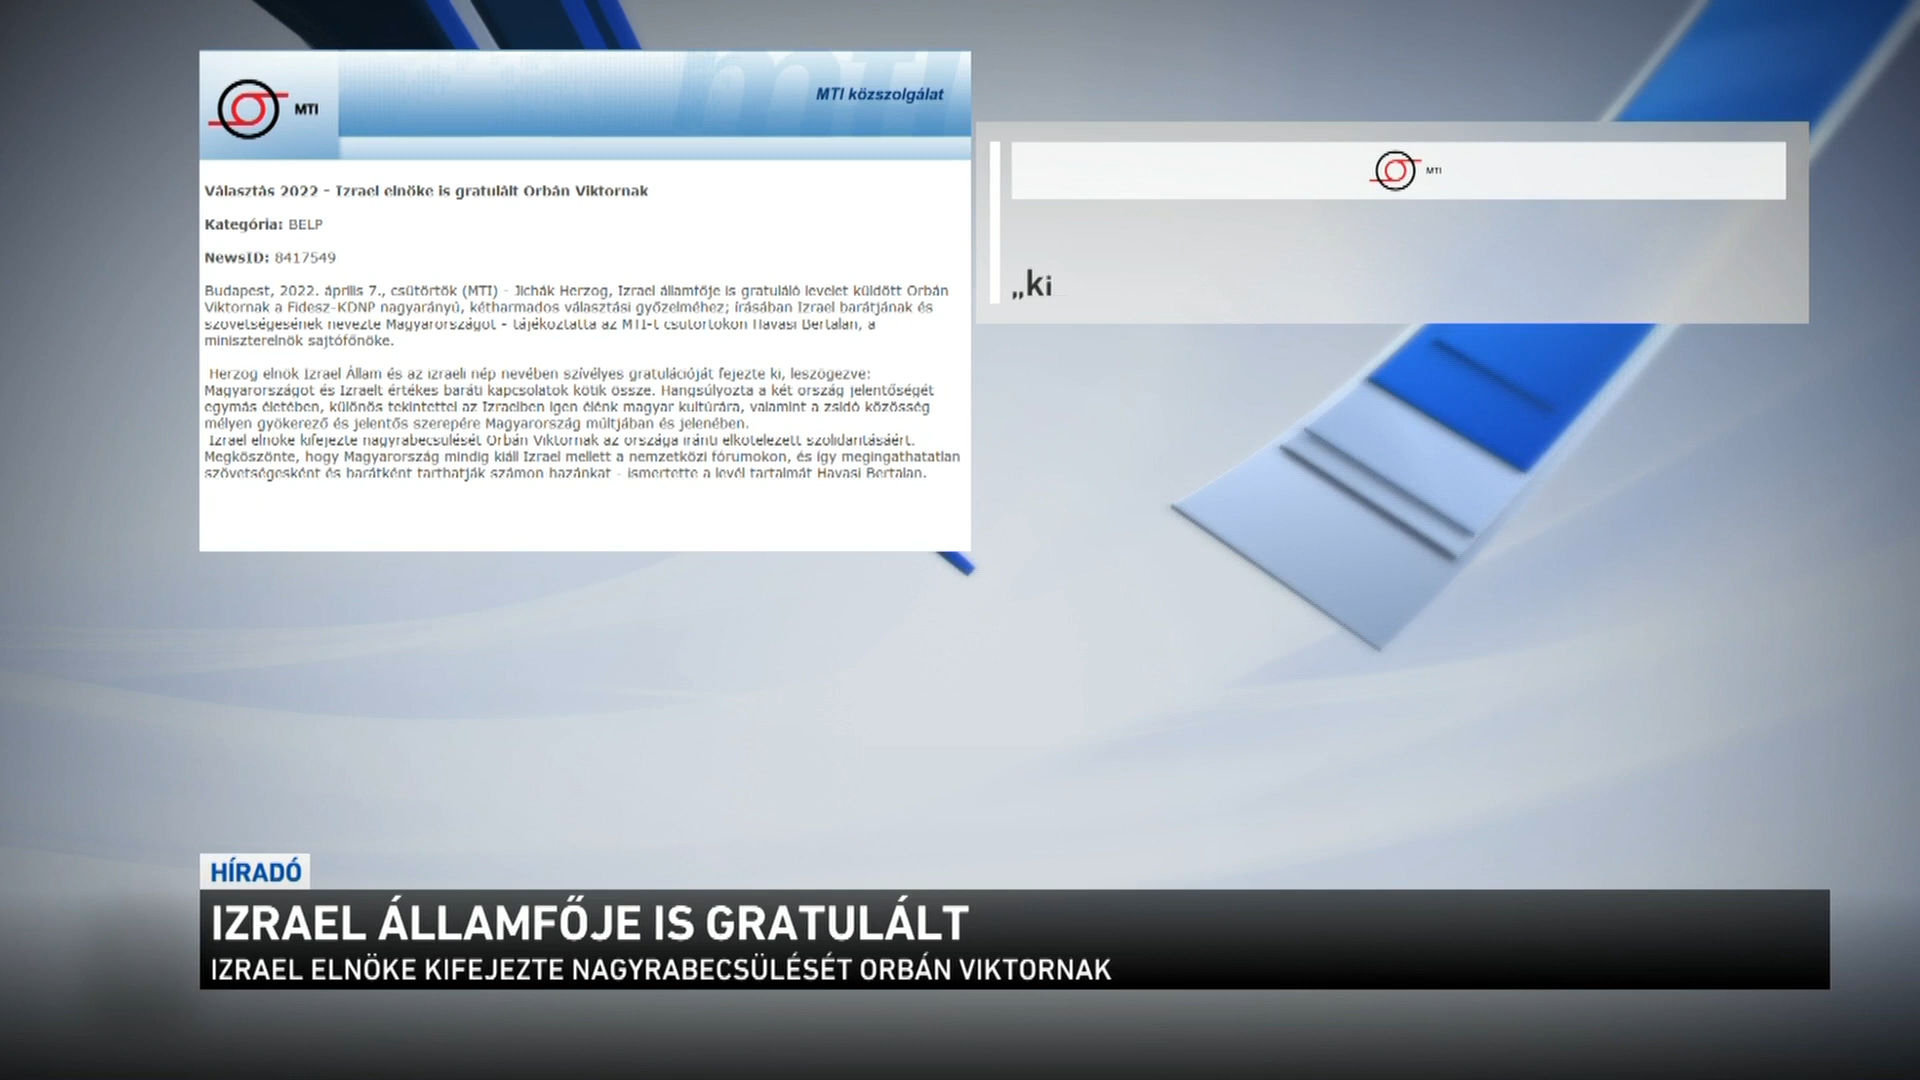 MTI
MTI közszolgálat
Választás 2022 - Izrael elnöke is gratulált Orbán Viktornak
Kategória: BELP
NewsID: 8417549
Budapest, 2022. április 7., csütörtök (MTI) - Jichák Herzog, Izrael államfője is gratuláló levelet küldött Orbán
Viktornak a Fidesz-KDNP nagyarányú, kétharmados választási győzelméhez; írásában Izrael barátjának és
szövetségesének nevezte Magyarországot - tájékoztatta az MTI-t csütörtökön Havasi Bertalan, a
miniszterelnök sajtófőnöke.
Herzog elnök Izrael Állam és az izraeli nép nevében szívélyes gratulációját fejezte ki, leszögezve:
Magyarországot és Izraelt értékes baráti kapcsolatok kötik össze. Hangsúlyozta a két ország jelentőségét
egymás életében, különös tekintettel az Izraelben igen élénk magyar kultúrára, valamint a zsidó közösség
mélyen gyökerező és jelentős szerepére Magyarország múltjában és jelenében.
Izrael elnöke kifejezte nagyrabecsülését Orbán Viktornak az országa iránti elkötelezett szolidaritásáért.
Megköszönte, hogy Magyarország mindig kiáll Izrael mellett a nemzetközi fórumokon, és így megingathatatlan
szövetségesként és barátként tarthatják számon hazánkat - ismertette a levél tartalmát Havasi Bertalan.
MTI
„ki
HÍRADÓ
IZRAEL ÁLLAMFŐJE IS GRATULÁLT
IZRAEL ELNÖKE KIFEJEZTE NAGYRABECSÜLÉSÉT ORBÁN VIKTORNAK